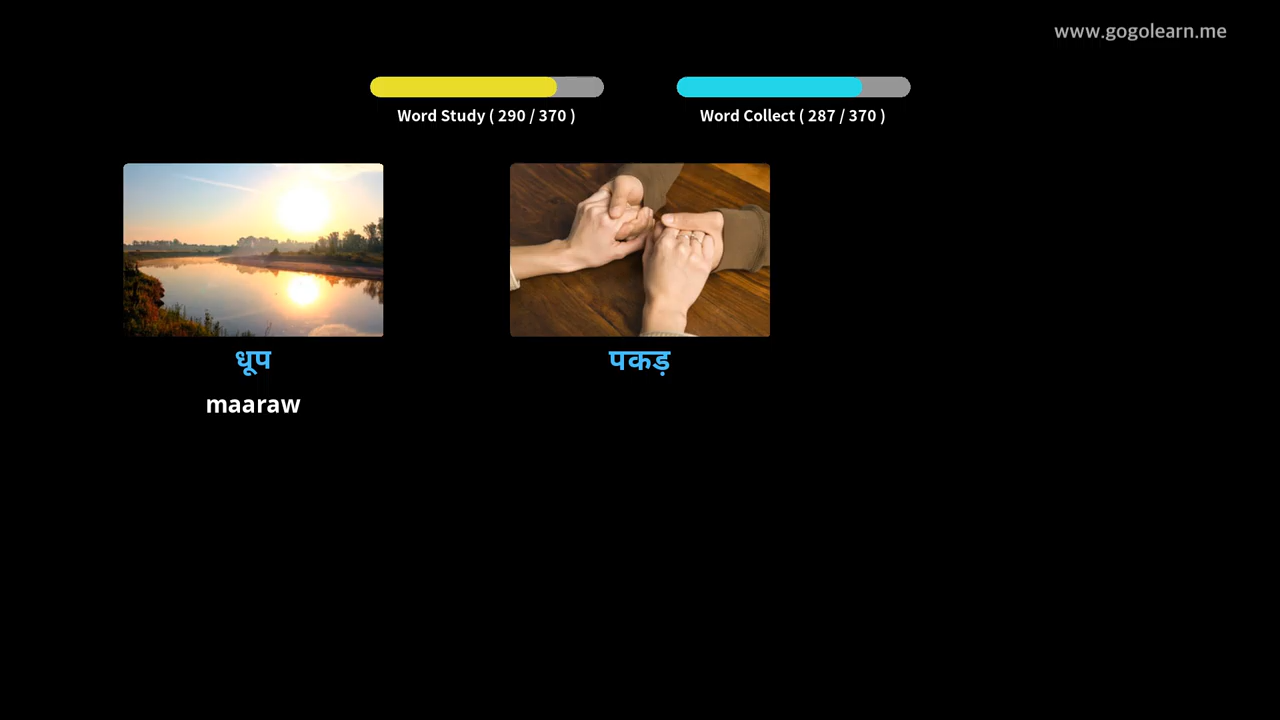 www.gogolearn.me
Word Study ( 290 / 370 )
Word Collect ( 287 / 370 )
धूप
पकड़
maaraw